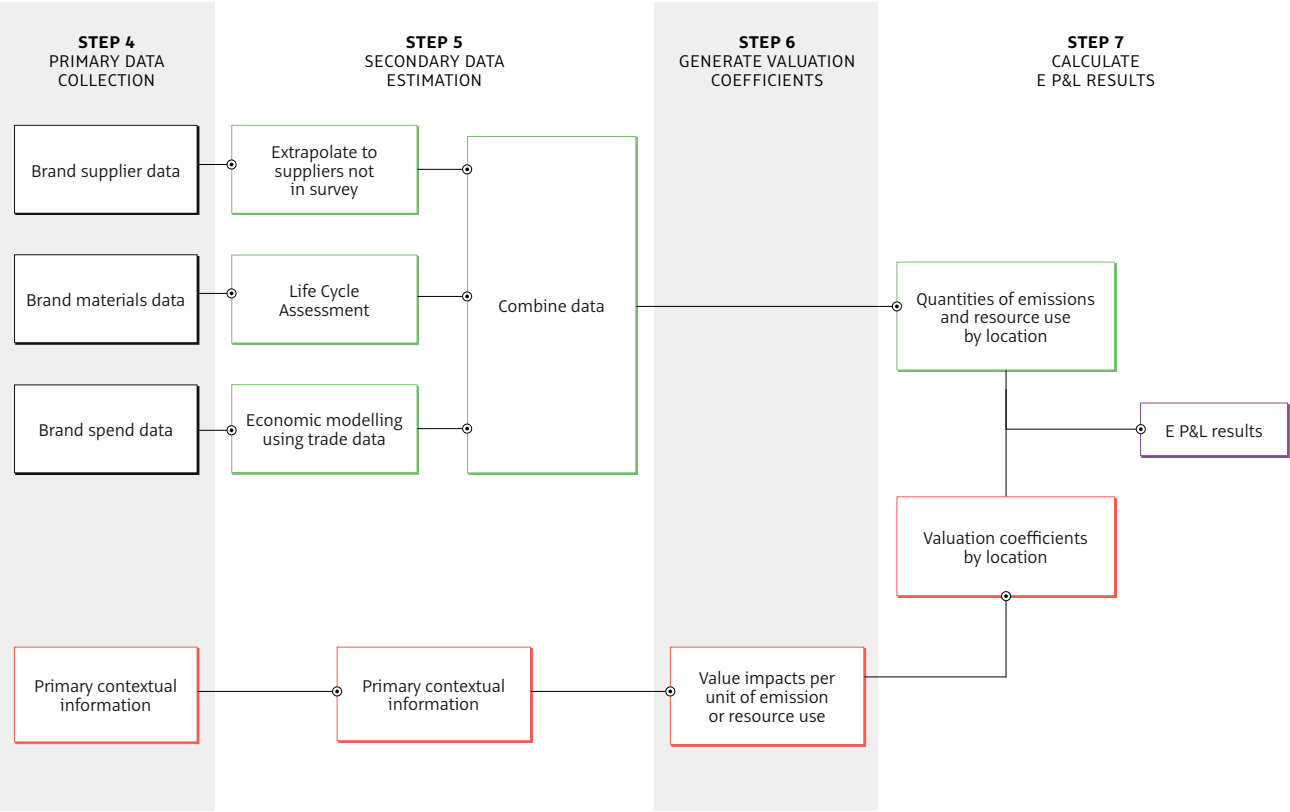 STEP 4
PRIMARY DATA
COLLECTION
STEP 5
SECONDARY DATA
ESTIMATION
STEP 6
GENERATE VALUATION
COEFFICIENTS
STEP 7
CALCULATE
E P&L RESULTS
Brand supplier data
Extrapolate to
suppliers not
in survey
Brand materials data
Life Cycle
Assessment
Combine data
Quantities of emissions
and resource use
by location
Brand spend data
Economic modelling
using trade data
E P&L results
Valuation coefficients
by location
Primary contextual
information
Primary contextual
information
Value impacts per
unit of emission
or resource use